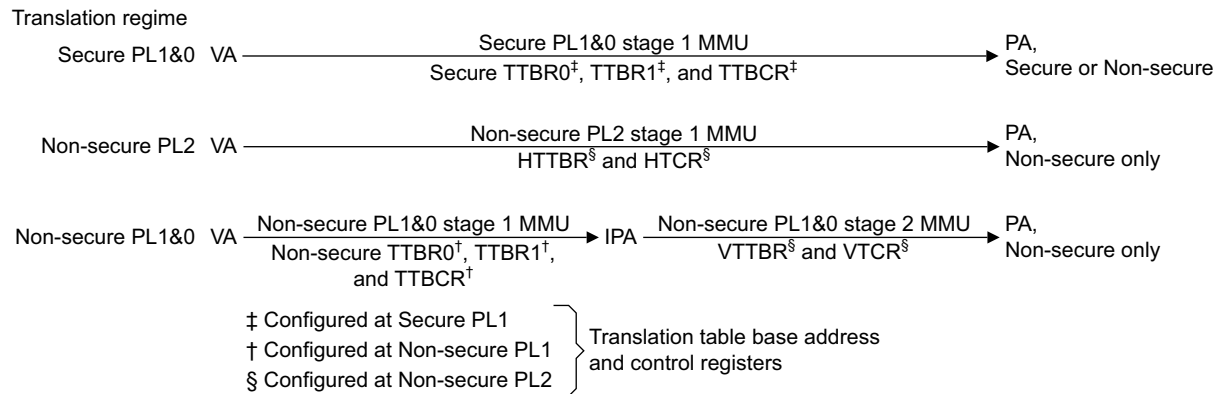 Translation regime
Secure PL1&0 VA
Secure PL1&0 stage 1 MMU
Secure TTBR0‡, TTBR1‡, and TTBCR‡
PA,
Secure or Non-secure
Non-secure PL2 VA
Non-secure PL2 stage 1 MMU
HTTBR§ and HTCR§
PA,
Non-secure only
Non-secure PL1&0 VA
Non-secure PL1&0 stage 1 MMU
Non-secure TTBR0†, TTBR1†,
and TTBCR†
IPA
Non-secure PL1&0 stage 2 MMU
VTTBR§ and VTCR§
PA,
Non-secure only
‡ Configured at Secure PL1
† Configured at Non-secure PL1
§ Configured at Non-secure PL2
Translation table base address
and control registers